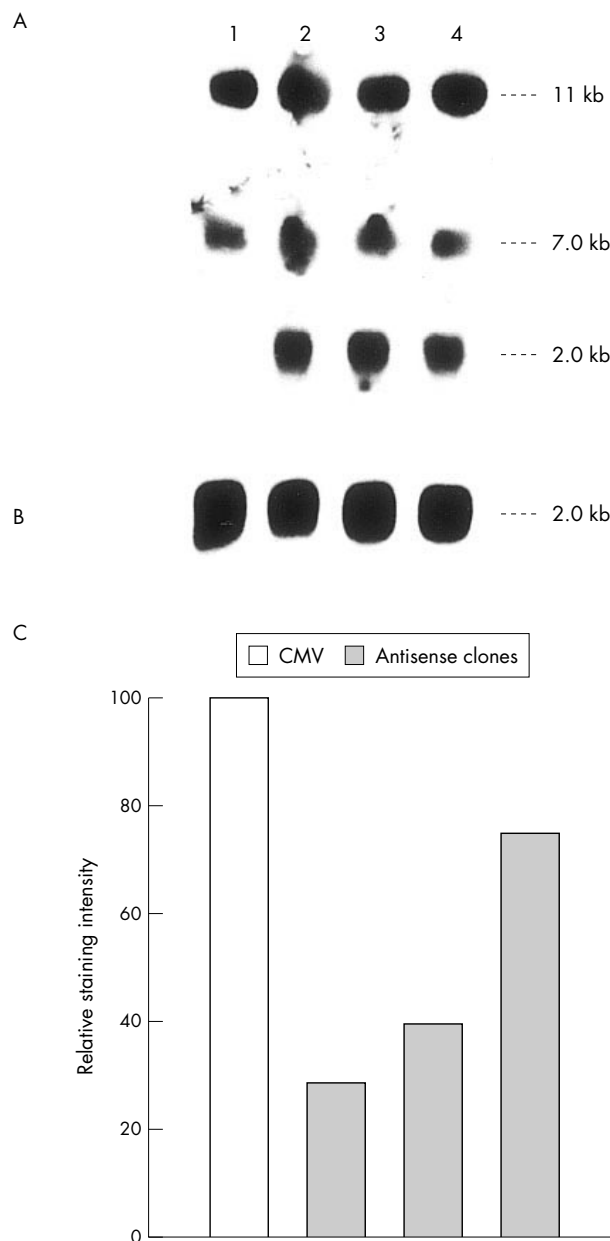 A
1 2 3 4
11 kb
7.0 kb
2.0 kb
B
2.0 kb
C
CMV Antisense clones
100
80
60
40
20
0
Relative staining intensity